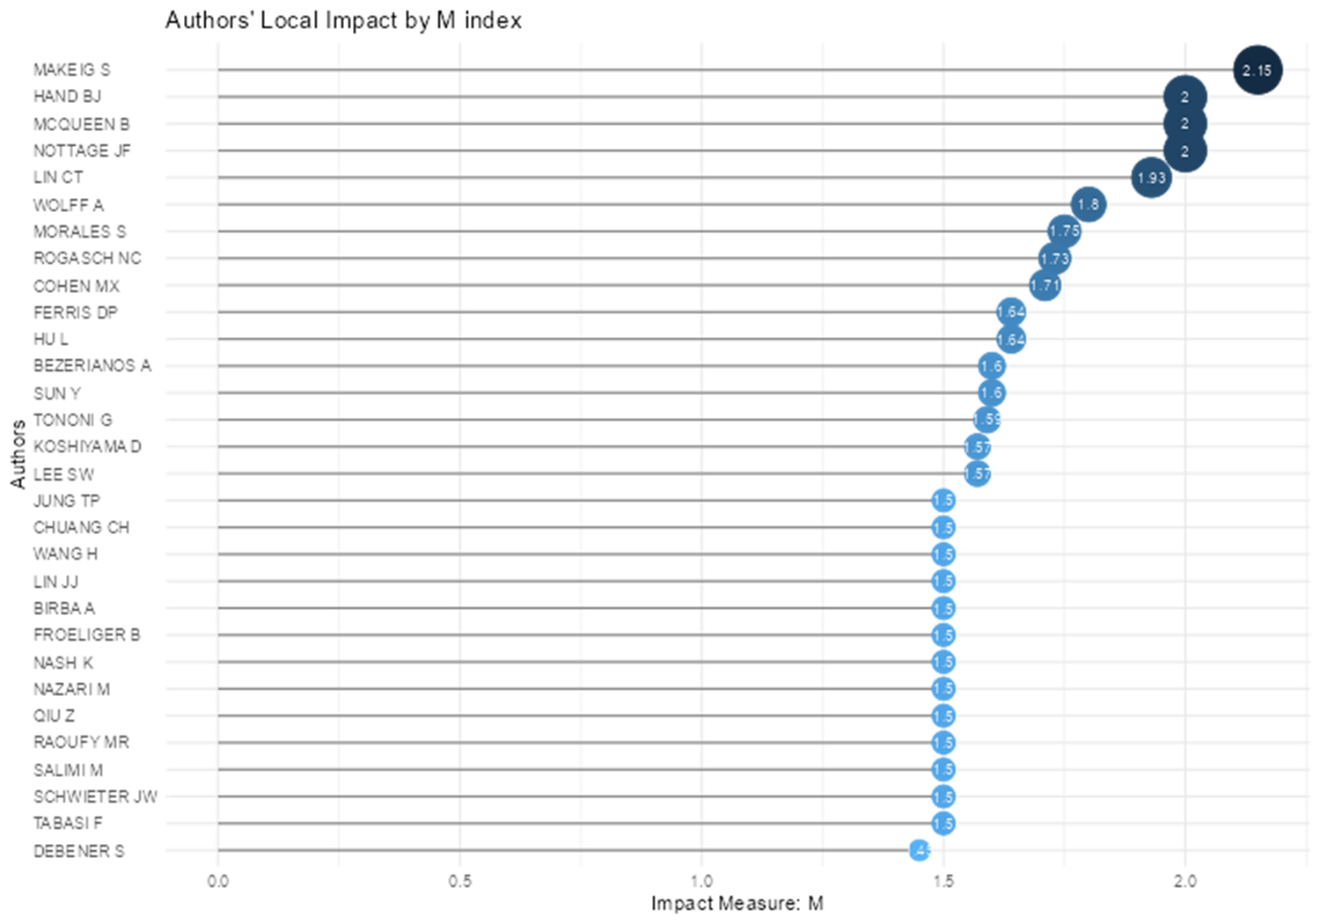 Authors' Local Impact by M index
Authors
MAKEIG S 2.15
HAND BJ 2
MCQUEEN B 2
NOTTAGE JF 2
LIN CT 1.93
WOLFF A 1.8
MORALES S 1.75
ROGASCH NC 1.73
COHEN MX 1.71
FERRIS DP 1.64
HU L 1.64
BEZERIANOS A 1.6
SUN Y 1.6
TONONI G 1.59
KOSHIYAMA D 1.57
LEE SW 1.57
JUNG TP 1.5
CHUANG CH 1.5
WANG H 1.5
LIN JJ 1.5
BIRBA A 1.5
FROELIGER B 1.5
NASH K 1.5
NAZARI M 1.5
QIU Z 1.5
RAOUFY MR 1.5
SALIMI M 1.5
SCHWIETER JW 1.5
TABASI F 1.5
DEBENER S
0.0 0.5 1.0 1.5 2.0
Impact Measure: M